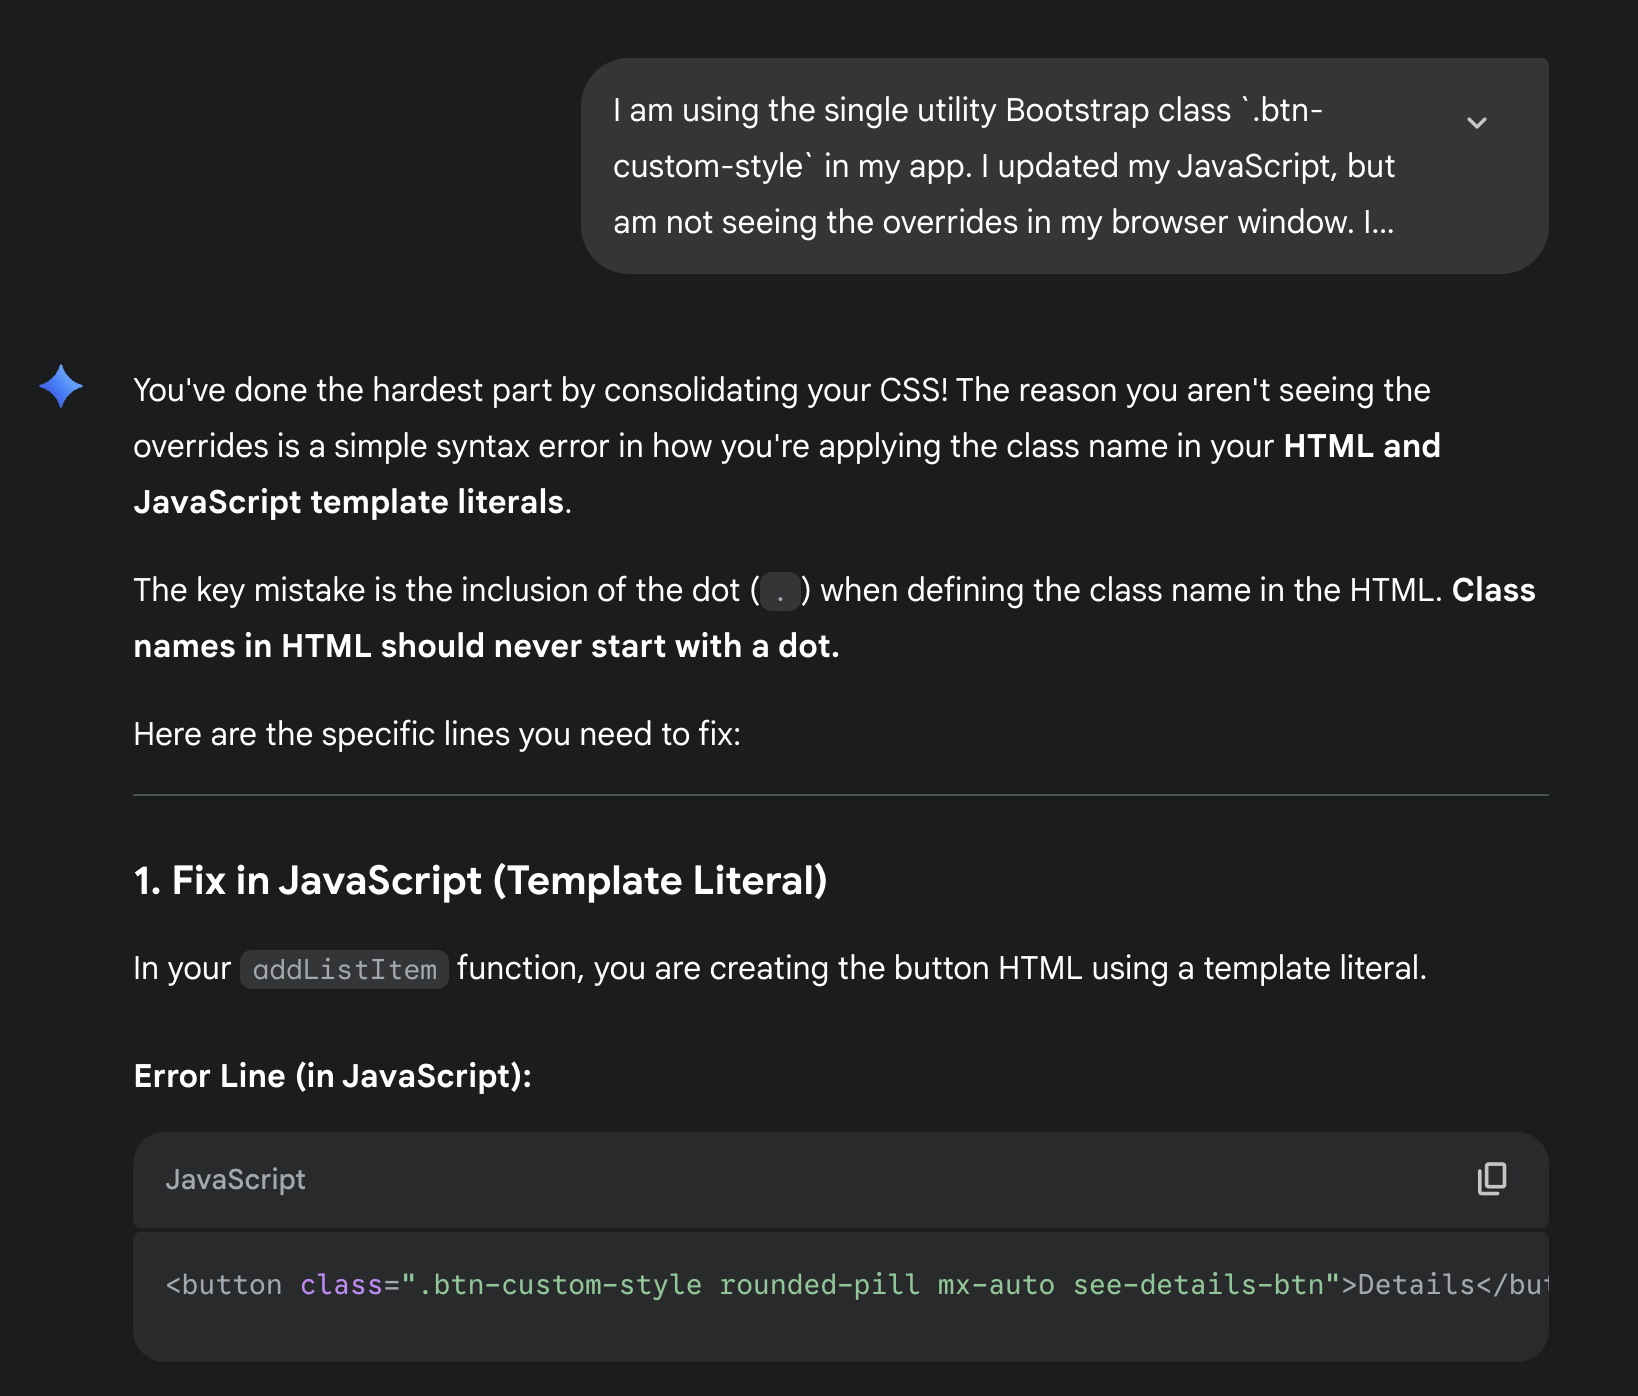 I am using the single utility Bootstrap class `.btn-
custom-style` in my app. I updated my JavaScript, but
am not seeing the overrides in my browser window. I...
You've done the hardest part by consolidating your CSS! The reason you aren't seeing the
overrides is a simple syntax error in how you're applying the class name in your HTML and
JavaScript template literals.
The key mistake is the inclusion of the dot ( . ) when defining the class name in the HTML. Class
names in HTML should never start with a dot.
Here are the specific lines you need to fix:
1. Fix in JavaScript (Template Literal)
In your addListItem function, you are creating the button HTML using a template literal.
Error Line (in JavaScript):
JavaScript
<button class=".btn-custom-style rounded-pill mx-auto see-details-btn">Details</but